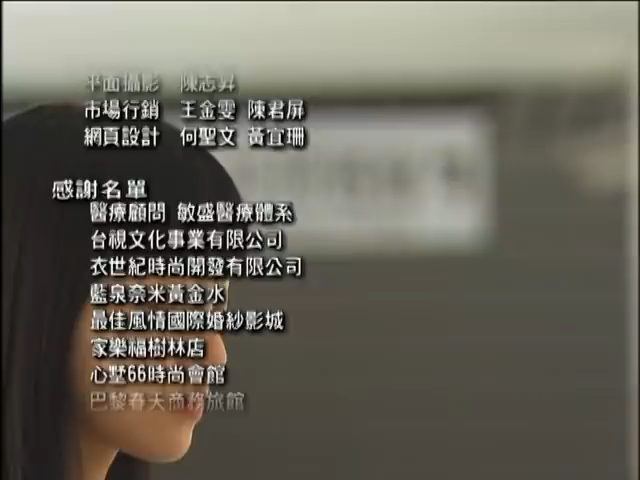 平面攝影 陳志昇
市場行銷 王金雯 陳君屏
網頁設計 何聖文 黃宜珊
感謝名單
醫療顧問 敏盛醫療體系
台視文化事業有限公司
衣世紀時尚開發有限公司
藍泉奈米黃金水
最佳風情國際婚紗影城
家樂福樹林店
心墅66時尚會館
巴黎春天商務旅館